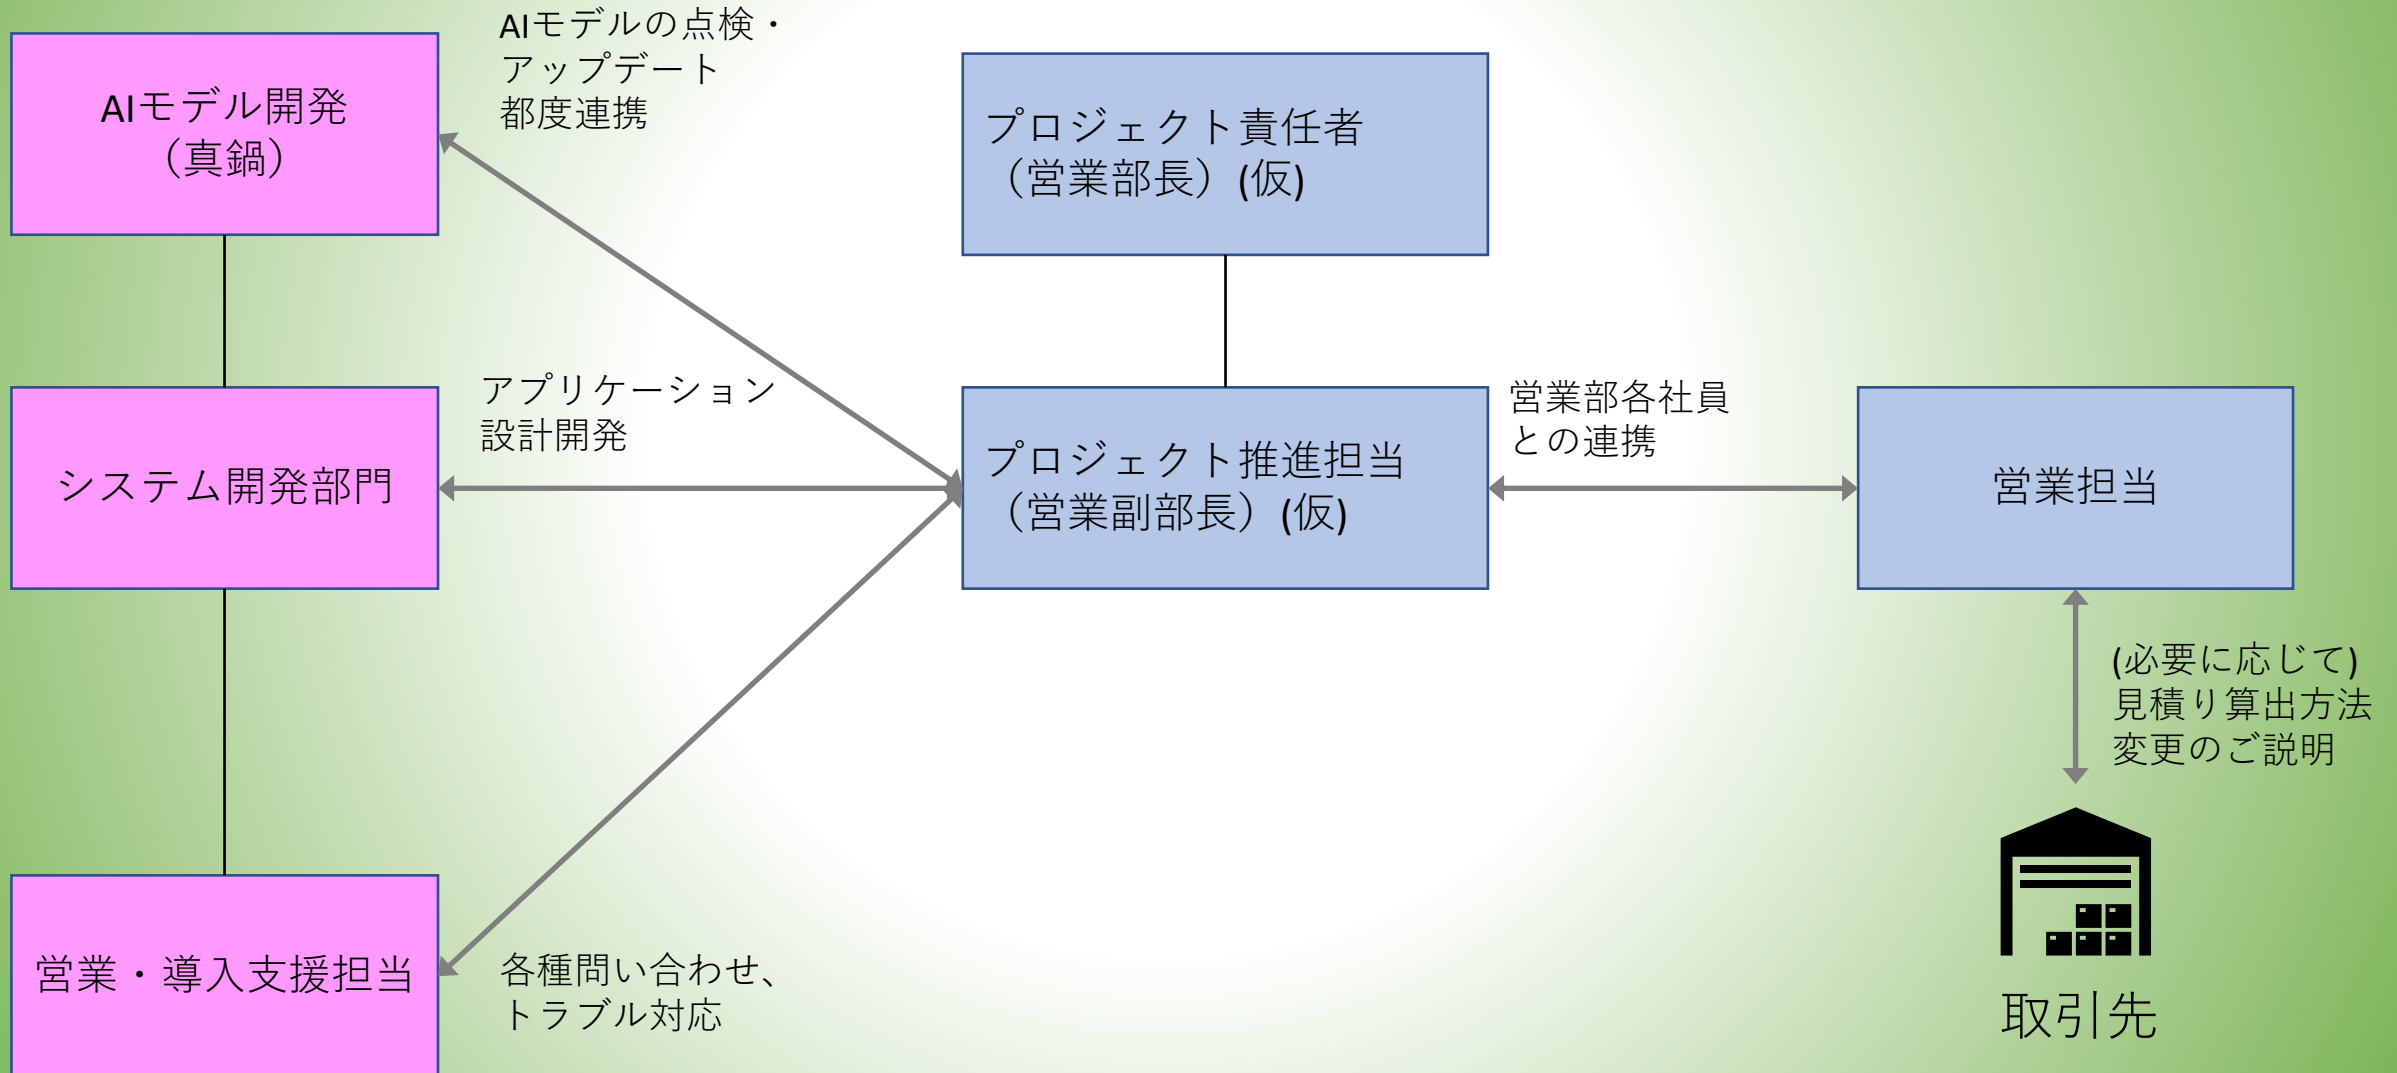 AIモデルの点検・
アップデート
都度連携
AIモデル開発
（真鍋）
プロジェクト責任者
（営業部長）(仮)
アプリケーション
設計開発
営業部各社員
との連携
システム開発部門
プロジェクト推進担当
（営業副部長）(仮)
営業担当
(必要に応じて)
見積り算出方法
変更のご説明
営業・導入支援担当
各種問い合わせ、
トラブル対応
取引先